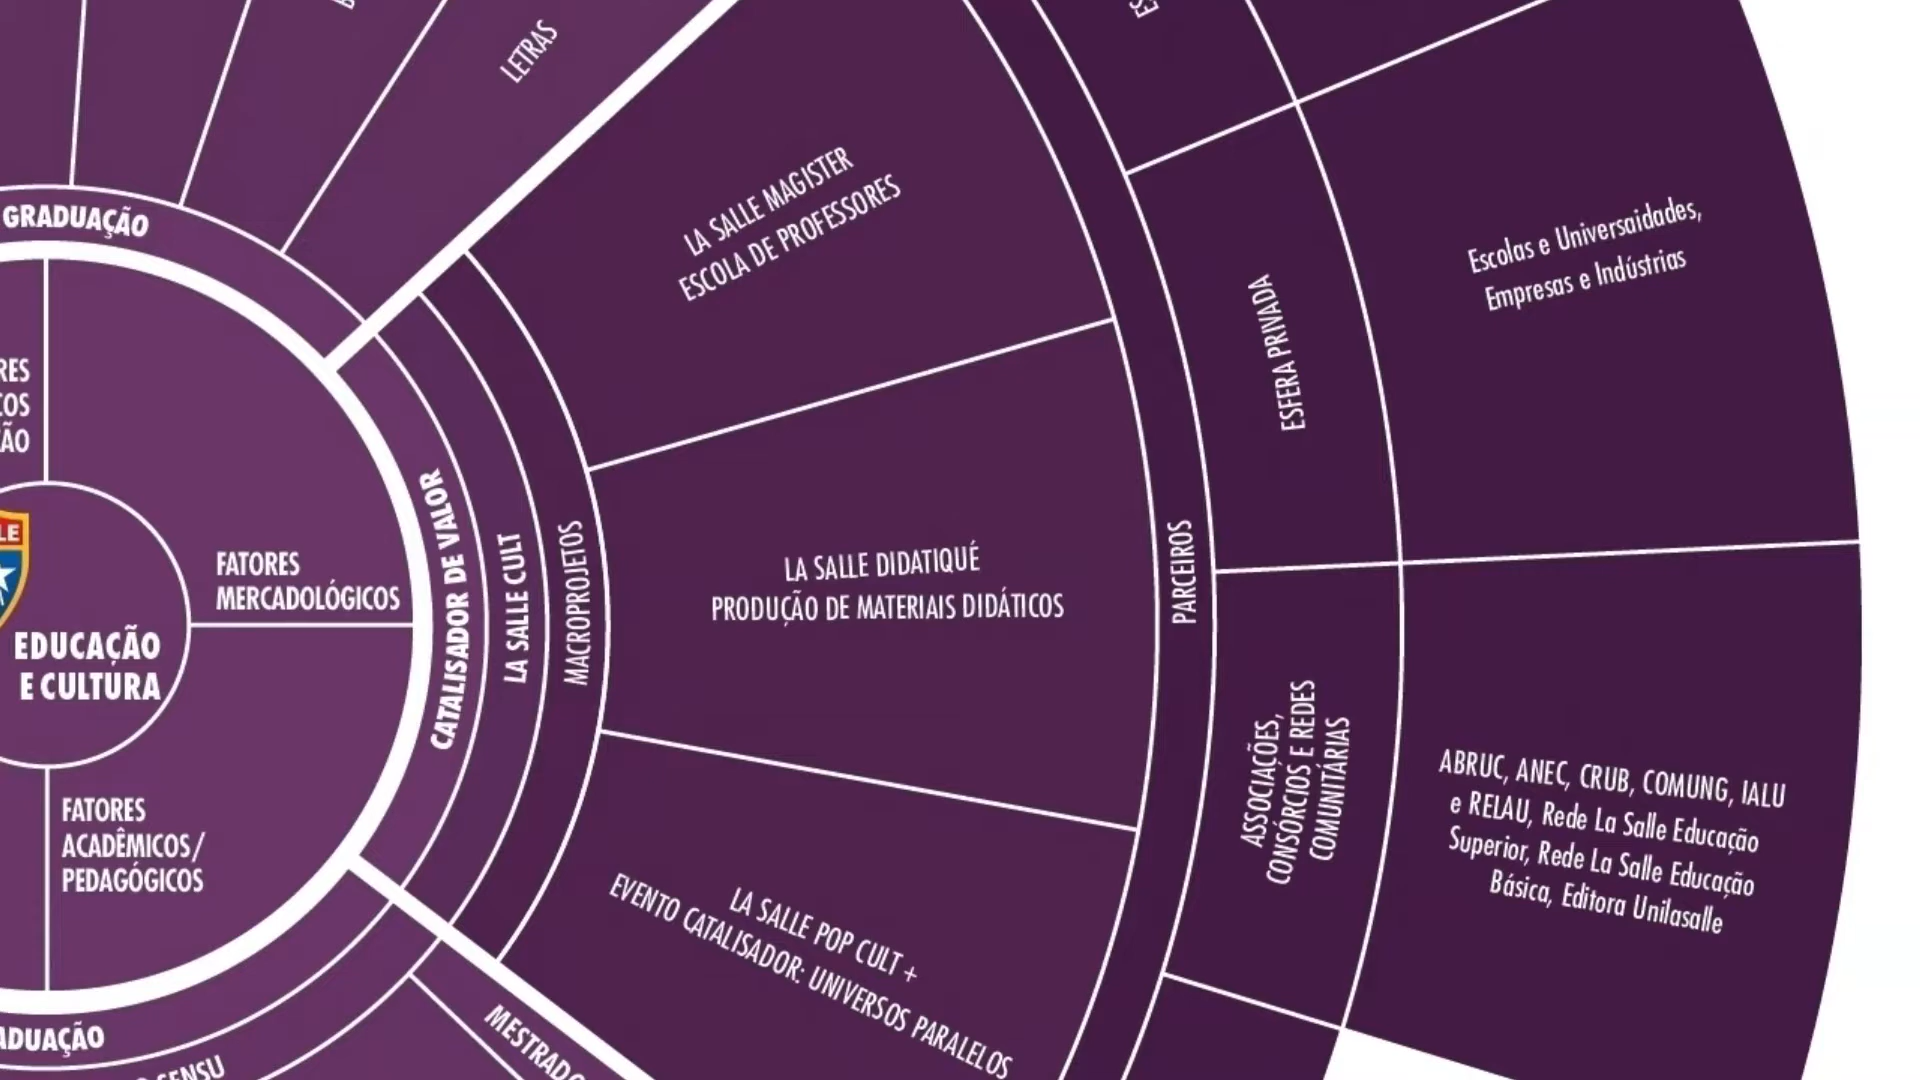 LETRAS
GRADUAÇÃO
LA SALLE MAGISTER
ESCOLA DE PROFESSORES
Escolas e Universaidades,
Empresas e Indústrias
ESFERA PRIVADA
EDUCAÇÃO
E CULTURA
FATORES
MERCADOLÓGICOS
CATALISADOR DE VALOR
LA SALLE CULT
MACROPROJETOS
LA SALLE DIDATIQUÉ
PRODUÇÃO DE MATERIAIS DIDÁTICOS
PARCEIROS
ASSOCIAÇÕES,
CONSÓRCIOS E REDES
COMUNITÁRIAS
ABRUC, ANEC, CRUB, COMUNG, IALU
e RELAU, Rede La Salle Educação
Superior, Rede La Salle Educação
Básica, Editora Unilasalle
FATORES
ACADÊMICOS/
PEDAGÓGICOS
LA SALLE POP CULT +
EVENTO CATALISADOR: UNIVERSOS PARALELOS
MESTRADO